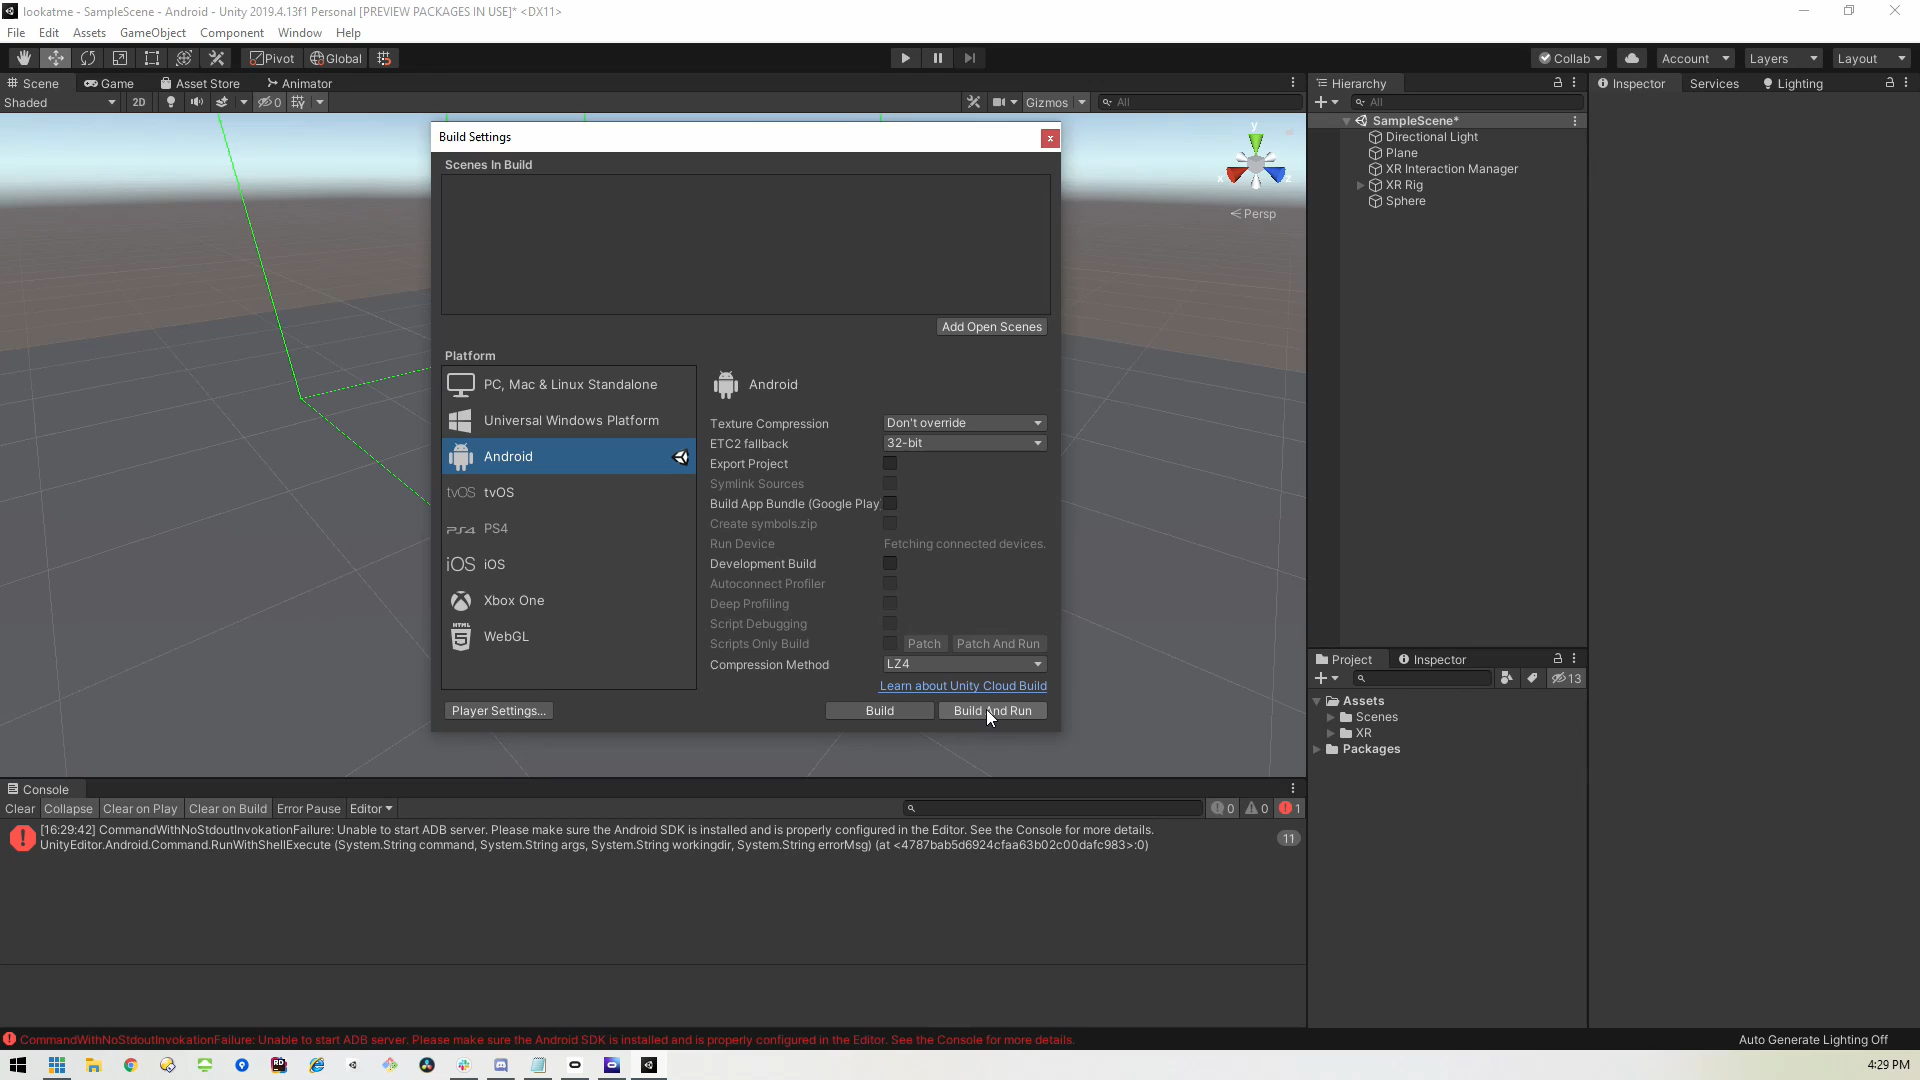 lookatme - SampleScene - Android - Unity 2019.4.13f1 Personal [PREVIEW PACKAGES IN USE]* <DX11>
File Edit Assets GameObject Component Window Help
Pivot Global Collab Account Layers Layout
Scene Game Asset Store Animator
Shaded 2D 0 Gizmos All
Build Settings
Scenes In Build
Add Open Scenes
Platform
PC, Mac & Linux Standalone
Universal Windows Platform
Android
tvOS tvOS
PS4 PS4
iOS iOS
Xbox One
HTML
WebGL
Player Settings...
Android
Texture Compression Don't override
ETC2 fallback 32-bit
Export Project
Symlink Sources
Build App Bundle (Google Play
Create symbols.zip
Run Device Fetching connected devices.
Development Build
Autoconnect Profiler
Deep Profiling
Script Debugging
Scripts Only Build Patch Patch And Run
Compression Method LZ4
Learn about Unity Cloud Build
Build Build And Run
y
x z
Persp
Hierarchy
All
SampleScene*
Directional Light
Plane
XR Interaction Manager
XR Rig
Sphere
Inspector Services Lighting
Project Inspector
13
Assets
Scenes
XR
Packages
Console
Clear Collapse Clear on Play Clear on Build Error Pause Editor 0 0 1
[16:29:42] CommandWithNoStdoutInvokationFailure: Unable to start ADB server. Please make sure the Android SDK is installed and is properly configured in the Editor. See the Console for more details.
UnityEditor.Android.Command.RunWithShellExecute (System.String command, System.String args, System.String workingdir, System.String errorMsg) (at <4787bab5d6924cfaa63b02c00dafc983>:0)
11
CommandWithNoStdoutInvokationFailure: Unable to start ADB server. Please make sure the Android SDK is installed and is properly configured in the Editor. See the Console for more details.
Auto Generate Lighting Off
RD
4:29 PM